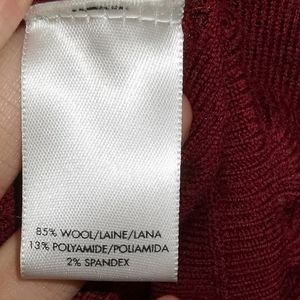 85% WOOL/LAINE/LANA
13% POLYAMIDE/POLIAMIDA
2% SPANDEX